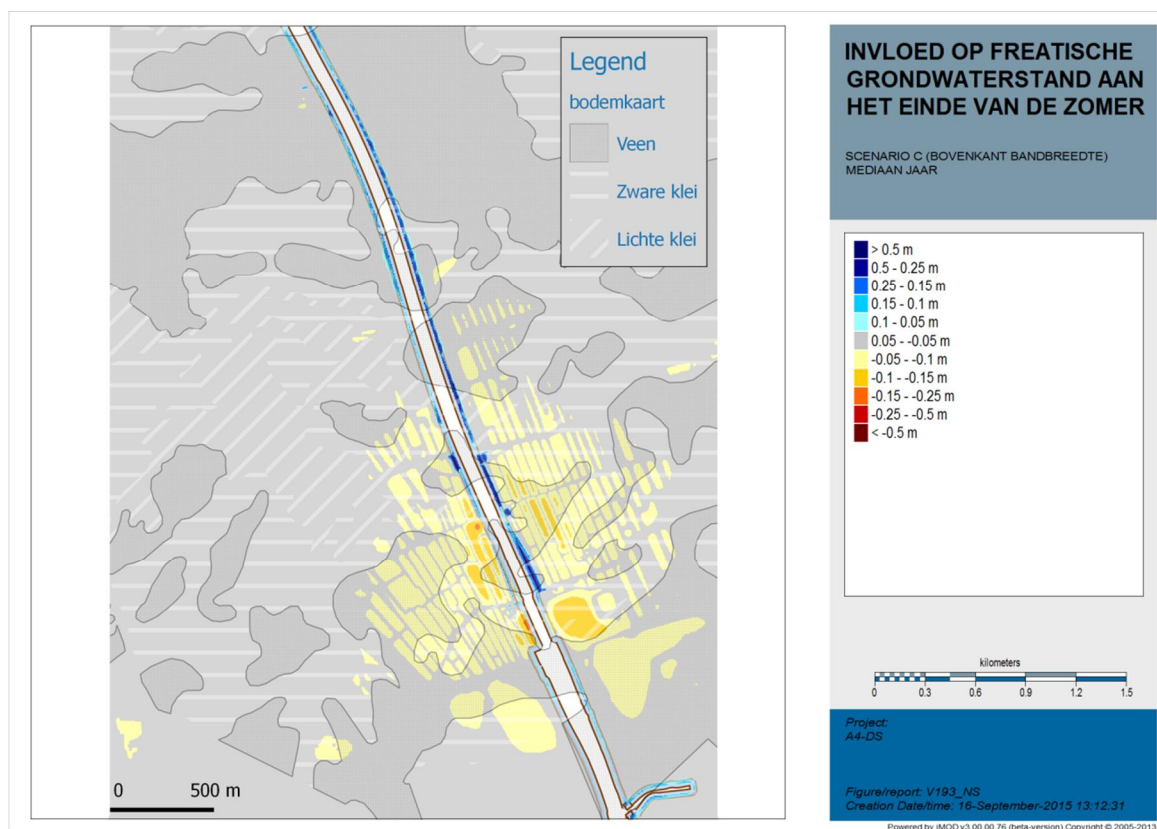 Legend
bodemkaart
Veen
Zware klei
Lichte klei
0 500 m
INVLOED OP FREATISCHE
GRONDWATERSTAND AAN
HET EINDE VAN DE ZOMER
SCENARIO C (BOVENKANT BANDBREEDTE)
MEDIAAN JAAR
> 0.5 m
0.5 - 0.25 m
0.25 - 0.15 m
0.15 - 0.1 m
0.1 - 0.05 m
0.05 - -0.05 m
-0.05 - -0.1 m
-0.1 - -0.15 m
-0.15 - -0.25 m
-0.25 - -0.5 m
< -0.5 m
kilometers
0 0.3 0.6 0.9 1.2 1.5
Project:
A4-DS
Figure/report: V193_NS
Creation Date/time: 16-September-2015 13:12:31
Powered by iMOD v3.00.00.76 (beta-version) Copyright © 2005-2013